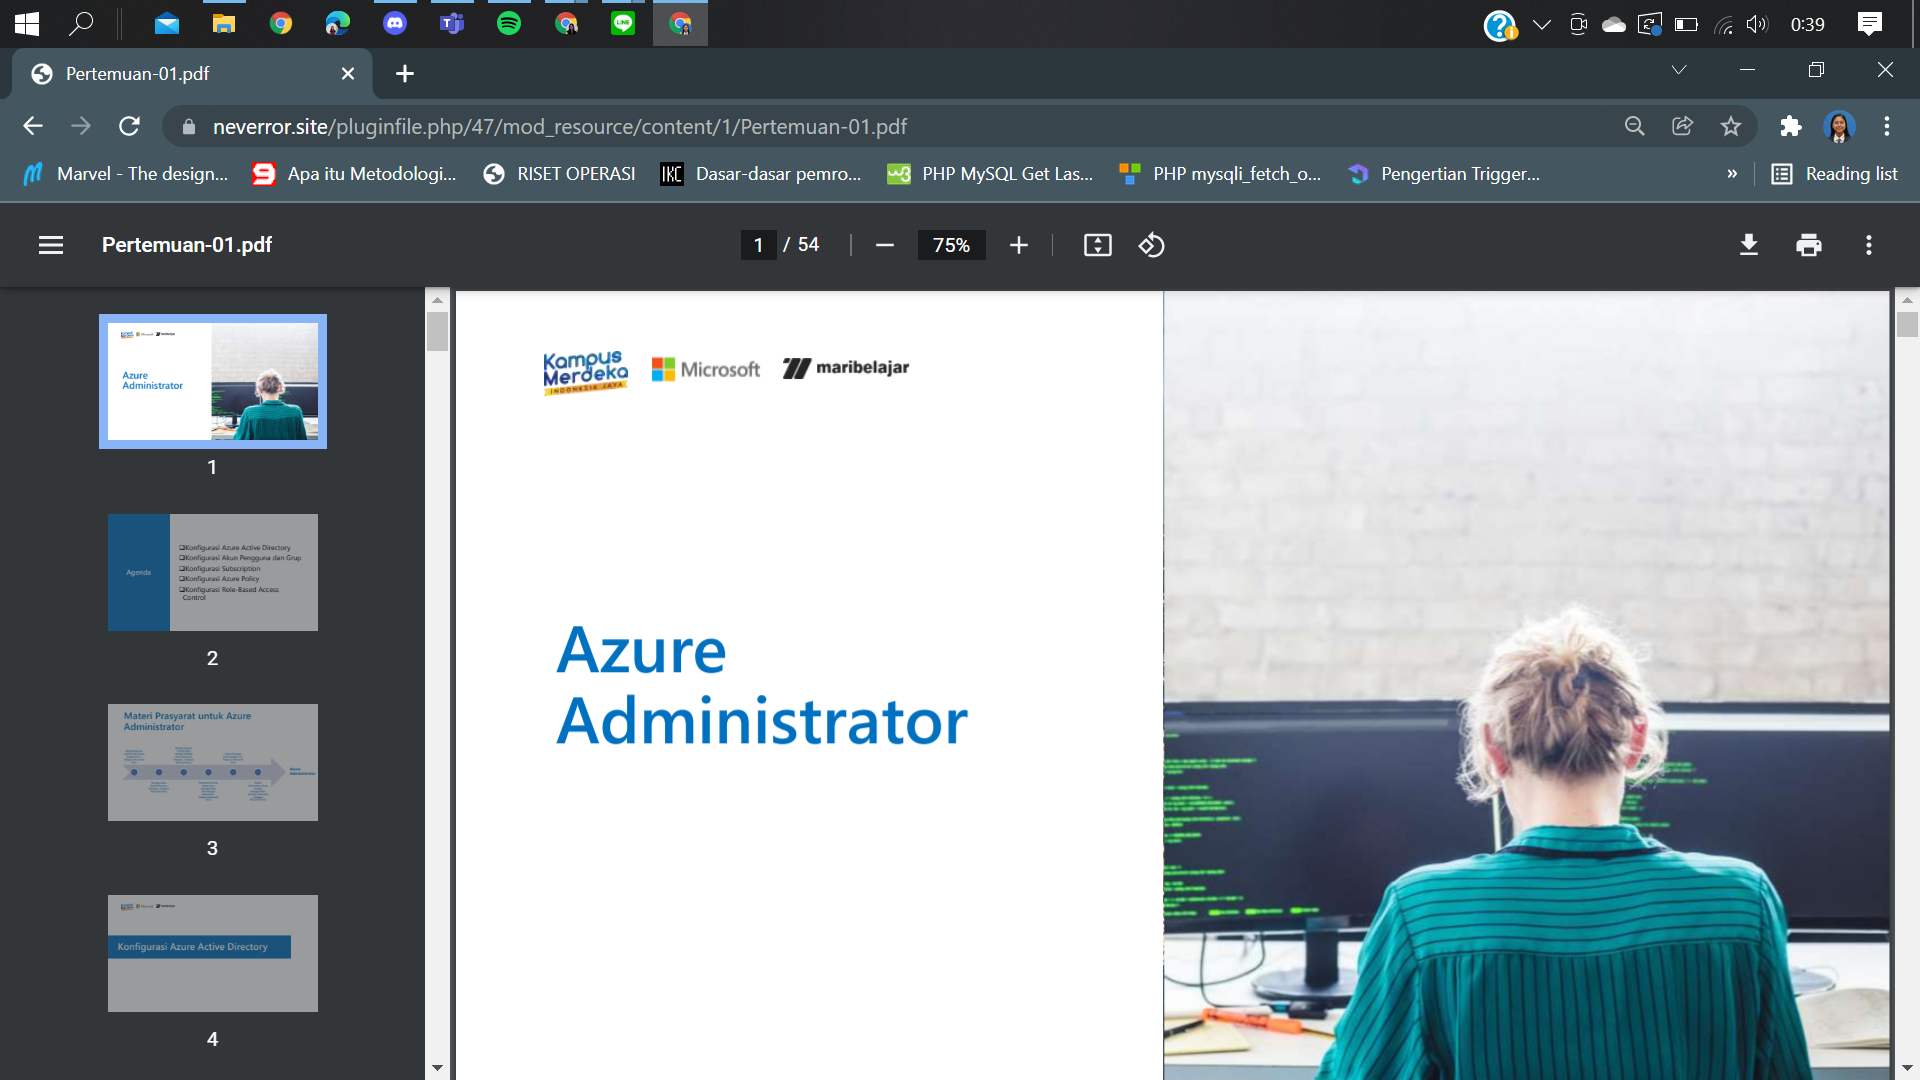 0:39
Pertemuan-01.pdf
neverror.site/pluginfile.php/47/mod_resource/content/1/Pertemuan-01.pdf
Marvel - The design... Apa itu Metodologi... RISET OPERASI Dasar-dasar pemro... PHP MySQL Get Las... PHP mysqli_fetch_o... Pengertian Trigger... » Reading list
Pertemuan-01.pdf 1 / 54 75%
Azure
Administrator
1
Agenda
Konfigurasi Azure Active Directory
Konfigurasi Akun Pengguna dan Grup
Konfigurasi Subscription
Konfigurasi Azure Policy
Konfigurasi Role-Based Access
Control
2
Materi Prasyarat untuk Azure
Administrator
Azure
Administrator
3
Konfigurasi Azure Active Directory
4
Kampus
Merdeka
INDONESIA JAYA
Microsoft
maribelajar
Azure
Administrator